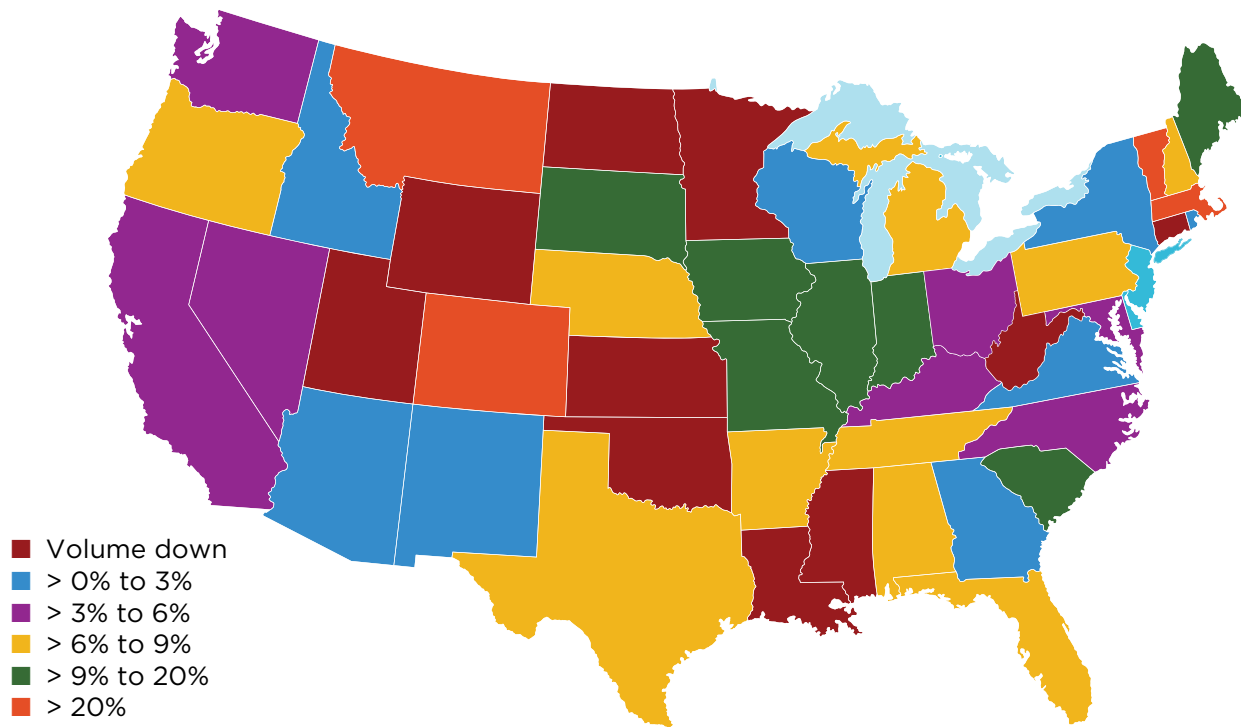 Volume down
> 0% to 3%
> 3% to 6%
> 6% to 9%
> 9% to 20%
> 20%